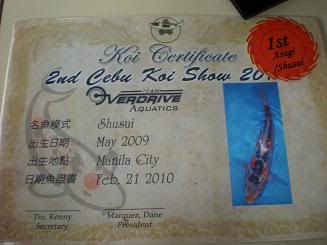 Koi Certificate
2nd Cebu Koi Show
1st
Asagi
/Shusui
TEAM
OVERDRIVE
AQUATICS
名魚模式 Shusui
出生日期 May 2009
出生地點 Manila City
日期魚證書 Feb. 21 2010
Tiu, Kenny
Secretary
Marquez, Dane
President